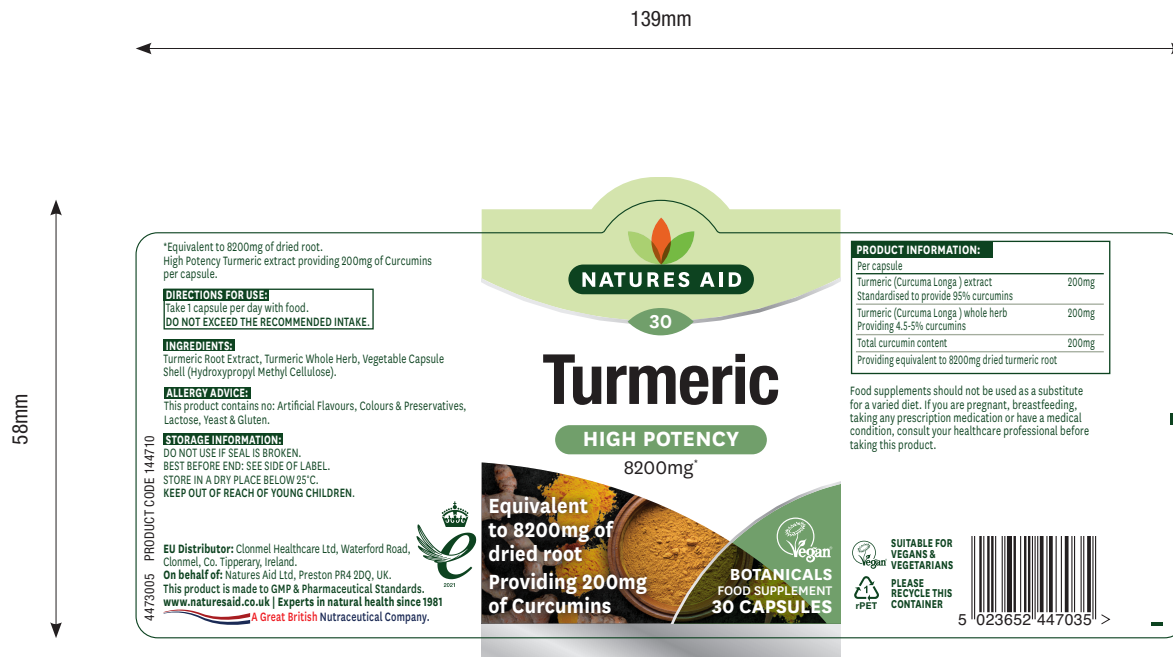 139mm
58mm
*Equivalent to 8200mg of dried root.
High Potency Turmeric extract providing 200mg of Curcumins
per capsule.
DIRECTIONS FOR USE:
Take 1 capsule per day with food.
DO NOT EXCEED THE RECOMMENDED INTAKE.
INGREDIENTS:
Turmeric Root Extract, Turmeric Whole Herb, Vegetable Capsule
Shell (Hydroxypropyl Methyl Cellulose).
ALLERGY ADVICE:
This product contains no: Artificial Flavours, Colours & Preservatives,
Lactose, Yeast & Gluten.
STORAGE INFORMATION:
DO NOT USE IF SEAL IS BROKEN.
BEST BEFORE END: SEE SIDE OF LABEL.
STORE IN A DRY PLACE BELOW 25°C.
KEEP OUT OF REACH OF YOUNG CHILDREN.
4473005 PRODUCT CODE 144710
EU Distributor: Clonmel Healthcare Ltd, Waterford Road,
Clonmel, Co. Tipperary, Ireland.
On behalf of: Natures Aid Ltd, Preston PR4 2DQ, UK.
This product is made to GMP & Pharmaceutical Standards.
www.naturesaid.co.uk | Experts in natural health since 1981
A Great British Nutraceutical Company.
e
2021
NATURES AID
30
Turmeric
HIGH POTENCY
8200mg*
Equivalent
to 8200mg of
dried root
Providing 200mg
of Curcumins
Vegan
BOTANICALS
FOOD SUPPLEMENT
30 CAPSULES
PRODUCT INFORMATION:
Per capsule
Turmeric (Curcuma Longa ) extract 200mg
Standardised to provide 95% curcumins
Turmeric (Curcuma Longa ) whole herb 200mg
Providing 4.5-5% curcumins
Total curcumin content 200mg
Providing equivalent to 8200mg dried turmeric root
Food supplements should not be used as a substitute
for a varied diet. If you are pregnant, breastfeeding,
taking any prescription medication or have a medical
condition, consult your healthcare professional before
taking this product.
Vegan
SUITABLE FOR
VEGANS &
VEGETARIANS
1
rPET
PLEASE
RECYCLE THIS
CONTAINER
5 023652 447035 >